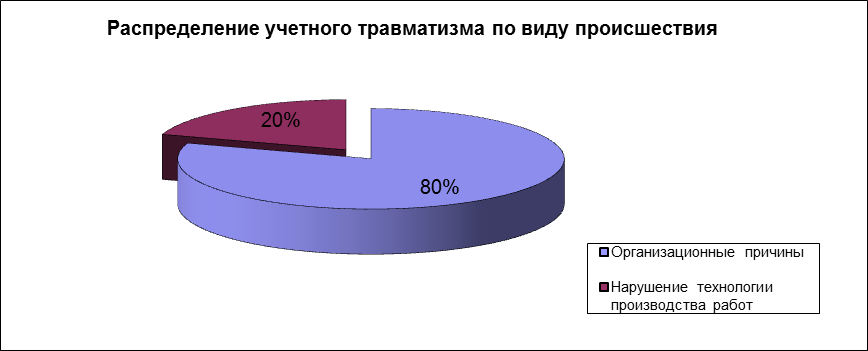 Распределение учетного травматизма по виду происшествия
20%
80%
Организационные причины
Нарушение технологии
производства работ